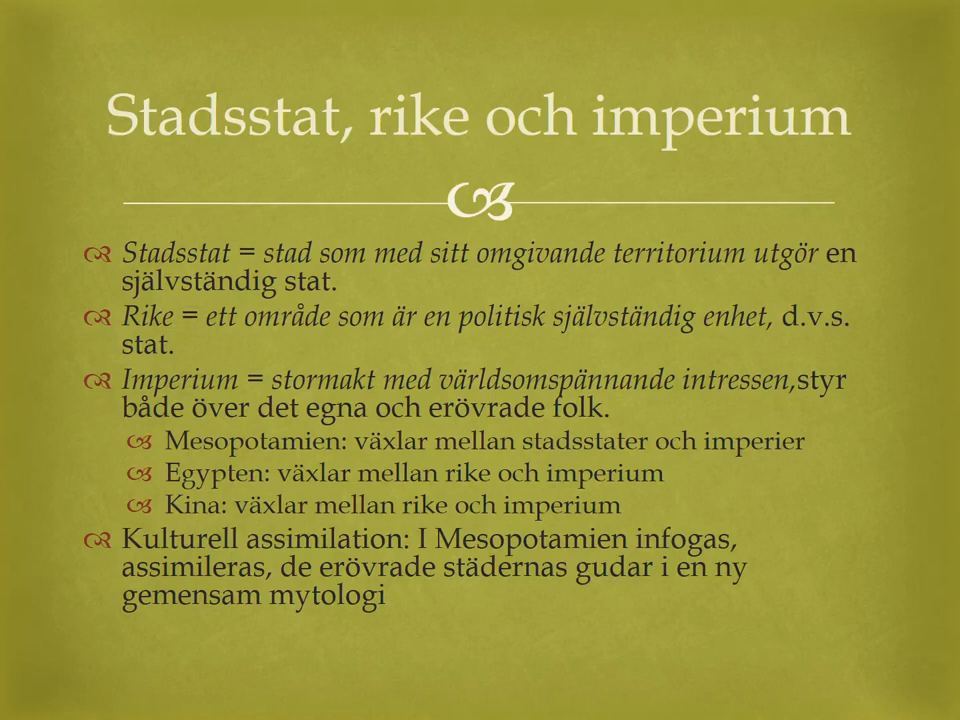 Stadsstat, rike och imperium
Stadsstat = stad som med sitt omgivande territorium utgör en
självständig stat.
Rike = ett område som är en politisk självständig enhet, d.v.s.
stat.
Imperium = stormakt med världsomspännande intressen,styr
både över det egna och erövrade folk.
Mesopotamien: växlar mellan stadsstater och imperier
Egypten: växlar mellan rike och imperium
Kina: växlar mellan rike och imperium
Kulturell assimilation: I Mesopotamien infogas,
assimileras, de erövrade städernas gudar i en ny
gemensam mytologi